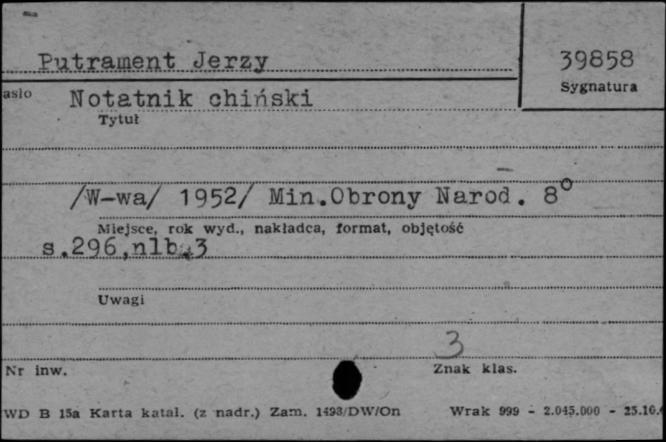 Putrament Jerzy
39858
Sygnatura
asło Notatnik chiński
Tytuł
/W-wa/ 1952/ Min.Obrony Narod. 8°
Miejsce, rok wyd., nakładca, format, objętość
s.296,nlb.3
Uwagi
3
Nr inw. Znak klas.
WD B 15a Karta katal. (z nadr.) Zam. 1493/DW/On Wrak 999 - 2.045.000 - 25.10.